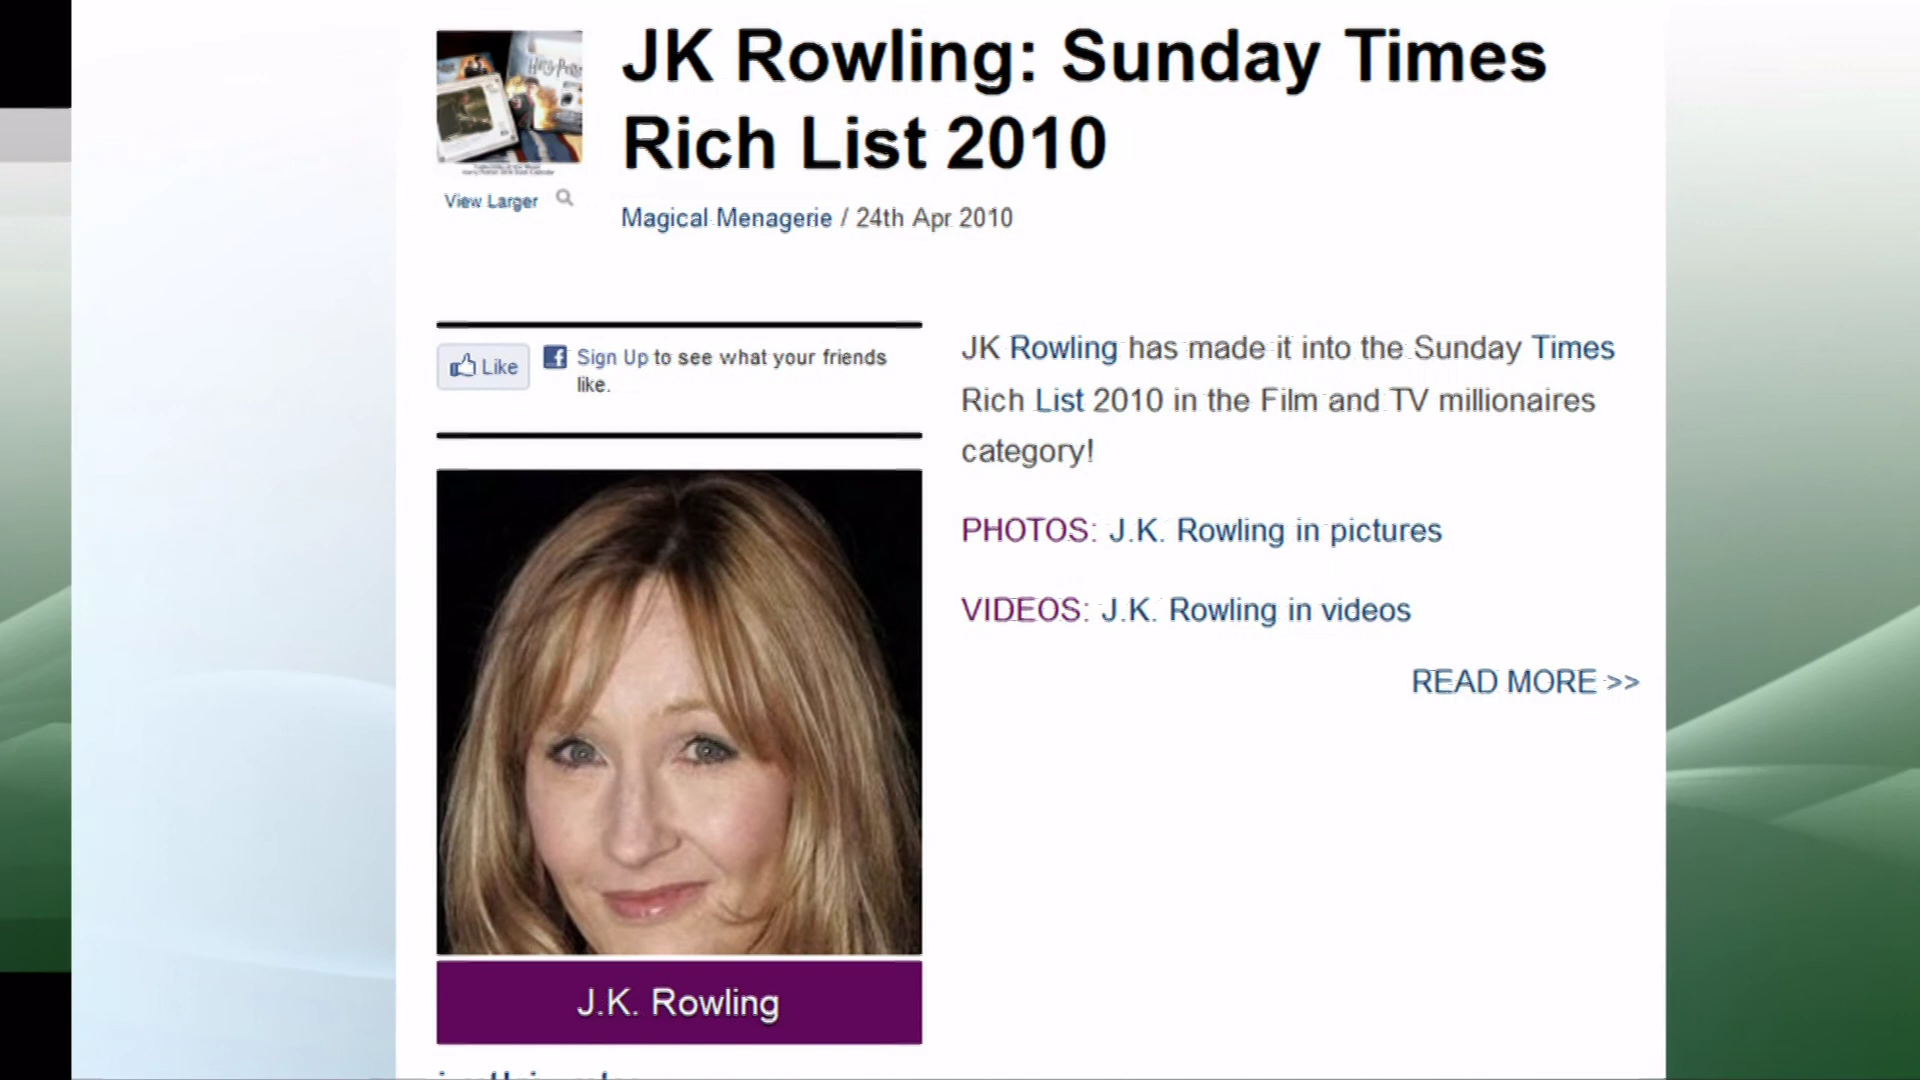 JK Rowling: Sunday Times
Rich List 2010
Harry Potter
View Larger
Magical Menagerie / 24th Apr 2010
Like
Sign Up to see what your friends
like.
JK Rowling has made it into the Sunday Times
Rich List 2010 in the Film and TV millionaires
category!
PHOTOS: J.K. Rowling in pictures
VIDEOS: J.K. Rowling in videos
READ MORE >>
J.K. Rowling